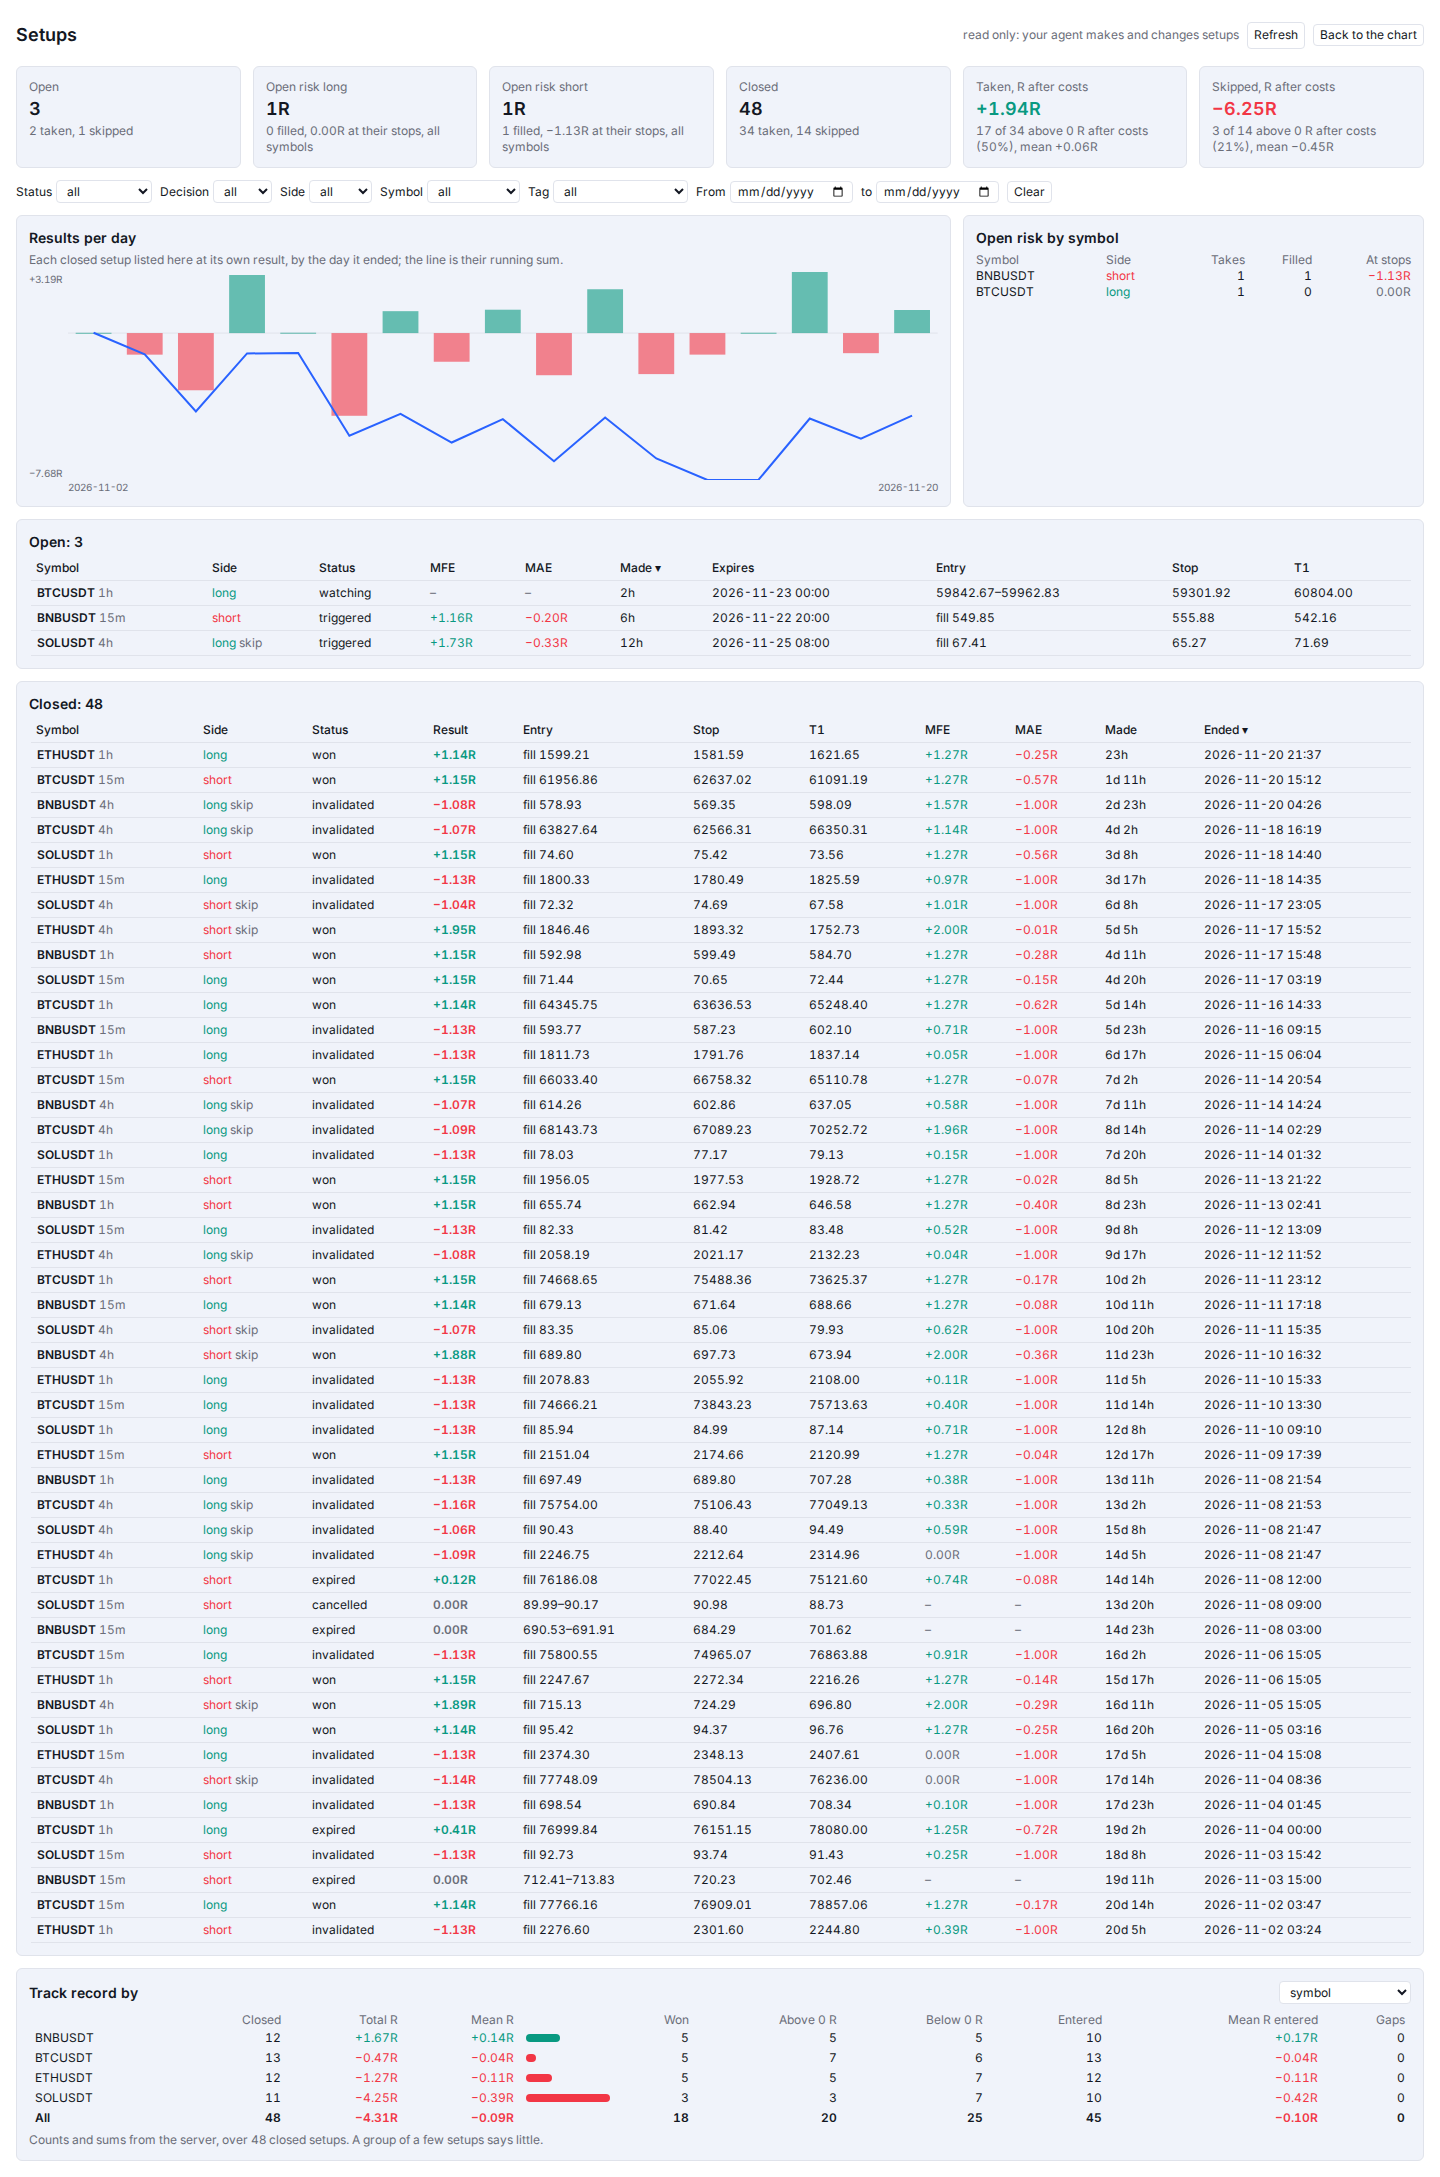 Setups
read only: your agent makes and changes setups Refresh Back to the chart
Open
3
2 taken, 1 skipped
Open risk long
1R
0 filled, 0.00R at their stops, all
symbols
Open risk short
1R
1 filled, −1.13R at their stops, all
symbols
Closed
48
34 taken, 14 skipped
Taken, R after costs
+1.94R
17 of 34 above 0 R after costs
(50%), mean +0.06R
Skipped, R after costs
−6.25R
3 of 14 above 0 R after costs
(21%), mean −0.45R
Status all Decision all Side all Symbol all Tag all From mm/dd/yyyy to mm/dd/yyyy Clear
Results per day
Each closed setup listed here at its own result, by the day it ended; the line is their running sum.
+3.19R
−7.68R
2026-11-02 2026-11-20
Open risk by symbol
Symbol Side Takes Filled At stops
BNBUSDT short 1 1 −1.13R
BTCUSDT long 1 0 0.00R
Open: 3
Symbol Side Status MFE MAE Made ▾ Expires Entry Stop T1
BTCUSDT 1h long watching – – 2h 2026-11-23 00:00 59842.67–59962.83 59301.92 60804.00
BNBUSDT 15m short triggered +1.16R −0.20R 6h 2026-11-22 20:00 fill 549.85 555.88 542.16
SOLUSDT 4h long skip triggered +1.73R −0.33R 12h 2026-11-25 08:00 fill 67.41 65.27 71.69
Closed: 48
Symbol Side Status Result Entry Stop T1 MFE MAE Made Ended ▾
ETHUSDT 1h long won +1.14R fill 1599.21 1581.59 1621.65 +1.27R −0.25R 23h 2026-11-20 21:37
BTCUSDT 15m short won +1.15R fill 61956.86 62637.02 61091.19 +1.27R −0.57R 1d 11h 2026-11-20 15:12
BNBUSDT 4h long skip invalidated −1.08R fill 578.93 569.35 598.09 +1.57R −1.00R 2d 23h 2026-11-20 04:26
BTCUSDT 4h long skip invalidated −1.07R fill 63827.64 62566.31 66350.31 +1.14R −1.00R 4d 2h 2026-11-18 16:19
SOLUSDT 1h short won +1.15R fill 74.60 75.42 73.56 +1.27R −0.56R 3d 8h 2026-11-18 14:40
ETHUSDT 15m long invalidated −1.13R fill 1800.33 1780.49 1825.59 +0.97R −1.00R 3d 17h 2026-11-18 14:35
SOLUSDT 4h short skip invalidated −1.04R fill 72.32 74.69 67.58 +1.01R −1.00R 6d 8h 2026-11-17 23:05
ETHUSDT 4h short skip won +1.95R fill 1846.46 1893.32 1752.73 +2.00R −0.01R 5d 5h 2026-11-17 15:52
BNBUSDT 1h short won +1.15R fill 592.98 599.49 584.70 +1.27R −0.28R 4d 11h 2026-11-17 15:48
SOLUSDT 15m long won +1.15R fill 71.44 70.65 72.44 +1.27R −0.15R 4d 20h 2026-11-17 03:19
BTCUSDT 1h long won +1.14R fill 64345.75 63636.53 65248.40 +1.27R −0.62R 5d 14h 2026-11-16 14:33
BNBUSDT 15m long invalidated −1.13R fill 593.77 587.23 602.10 +0.71R −1.00R 5d 23h 2026-11-16 09:15
ETHUSDT 1h long invalidated −1.13R fill 1811.73 1791.76 1837.14 +0.05R −1.00R 6d 17h 2026-11-15 06:04
BTCUSDT 15m short won +1.15R fill 66033.40 66758.32 65110.78 +1.27R −0.07R 7d 2h 2026-11-14 20:54
BNBUSDT 4h long skip invalidated −1.07R fill 614.26 602.86 637.05 +0.58R −1.00R 7d 11h 2026-11-14 14:24
BTCUSDT 4h long skip invalidated −1.09R fill 68143.73 67089.23 70252.72 +1.96R −1.00R 8d 14h 2026-11-14 02:29
SOLUSDT 1h long invalidated −1.13R fill 78.03 77.17 79.13 +0.15R −1.00R 7d 20h 2026-11-14 01:32
ETHUSDT 15m short won +1.15R fill 1956.05 1977.53 1928.72 +1.27R −0.02R 8d 5h 2026-11-13 21:22
BNBUSDT 1h short won +1.15R fill 655.74 662.94 646.58 +1.27R −0.40R 8d 23h 2026-11-13 02:41
SOLUSDT 15m long invalidated −1.13R fill 82.33 81.42 83.48 +0.52R −1.00R 9d 8h 2026-11-12 13:09
ETHUSDT 4h long skip invalidated −1.08R fill 2058.19 2021.17 2132.23 +0.04R −1.00R 9d 17h 2026-11-12 11:52
BTCUSDT 1h short won +1.15R fill 74668.65 75488.36 73625.37 +1.27R −0.17R 10d 2h 2026-11-11 23:12
BNBUSDT 15m long won +1.14R fill 679.13 671.64 688.66 +1.27R −0.08R 10d 11h 2026-11-11 17:18
SOLUSDT 4h short skip invalidated −1.07R fill 83.35 85.06 79.93 +0.62R −1.00R 10d 20h 2026-11-11 15:35
BNBUSDT 4h short skip won +1.88R fill 689.80 697.73 673.94 +2.00R −0.36R 11d 23h 2026-11-10 16:32
ETHUSDT 1h long invalidated −1.13R fill 2078.83 2055.92 2108.00 +0.11R −1.00R 11d 5h 2026-11-10 15:33
BTCUSDT 15m long invalidated −1.13R fill 74666.21 73843.23 75713.63 +0.40R −1.00R 11d 14h 2026-11-10 13:30
SOLUSDT 1h long invalidated −1.13R fill 85.94 84.99 87.14 +0.71R −1.00R 12d 8h 2026-11-10 09:10
ETHUSDT 15m short won +1.15R fill 2151.04 2174.66 2120.99 +1.27R −0.04R 12d 17h 2026-11-09 17:39
BNBUSDT 1h long invalidated −1.13R fill 697.49 689.80 707.28 +0.38R −1.00R 13d 11h 2026-11-08 21:54
BTCUSDT 4h long skip invalidated −1.16R fill 75754.00 75106.43 77049.13 +0.33R −1.00R 13d 2h 2026-11-08 21:53
SOLUSDT 4h long skip invalidated −1.06R fill 90.43 88.40 94.49 +0.59R −1.00R 15d 8h 2026-11-08 21:47
ETHUSDT 4h long skip invalidated −1.09R fill 2246.75 2212.64 2314.96 0.00R −1.00R 14d 5h 2026-11-08 21:47
BTCUSDT 1h short expired +0.12R fill 76186.08 77022.45 75121.60 +0.74R −0.08R 14d 14h 2026-11-08 12:00
SOLUSDT 15m short cancelled 0.00R 89.99–90.17 90.98 88.73 – – 13d 20h 2026-11-08 09:00
BNBUSDT 15m long expired 0.00R 690.53–691.91 684.29 701.62 – – 14d 23h 2026-11-08 03:00
BTCUSDT 15m long invalidated −1.13R fill 75800.55 74965.07 76863.88 +0.91R −1.00R 16d 2h 2026-11-06 15:05
ETHUSDT 1h short won +1.15R fill 2247.67 2272.34 2216.26 +1.27R −0.14R 15d 17h 2026-11-06 15:05
BNBUSDT 4h short skip won +1.89R fill 715.13 724.29 696.80 +2.00R −0.29R 16d 11h 2026-11-05 15:05
SOLUSDT 1h long won +1.14R fill 95.42 94.37 96.76 +1.27R −0.25R 16d 20h 2026-11-05 03:16
ETHUSDT 15m long invalidated −1.13R fill 2374.30 2348.13 2407.61 0.00R −1.00R 17d 5h 2026-11-04 15:08
BTCUSDT 4h short skip invalidated −1.14R fill 77748.09 78504.13 76236.00 0.00R −1.00R 17d 14h 2026-11-04 08:36
BNBUSDT 1h long invalidated −1.13R fill 698.54 690.84 708.34 +0.10R −1.00R 17d 23h 2026-11-04 01:45
BTCUSDT 1h long expired +0.41R fill 76999.84 76151.15 78080.00 +1.25R −0.72R 19d 2h 2026-11-04 00:00
SOLUSDT 15m short invalidated −1.13R fill 92.73 93.74 91.43 +0.25R −1.00R 18d 8h 2026-11-03 15:42
BNBUSDT 15m short expired 0.00R 712.41–713.83 720.23 702.46 – – 19d 11h 2026-11-03 15:00
BTCUSDT 15m long won +1.14R fill 77766.16 76909.01 78857.06 +1.27R −0.17R 20d 14h 2026-11-02 03:47
ETHUSDT 1h short invalidated −1.13R fill 2276.60 2301.60 2244.80 +0.39R −1.00R 20d 5h 2026-11-02 03:24
Track record by symbol
Closed Total R Mean R Won Above 0 R Below 0 R Entered Mean R entered Gaps
BNBUSDT 12 +1.67R +0.14R 5 5 5 10 +0.17R 0
BTCUSDT 13 −0.47R −0.04R 5 7 6 13 −0.04R 0
ETHUSDT 12 −1.27R −0.11R 5 5 7 12 −0.11R 0
SOLUSDT 11 −4.25R −0.39R 3 3 7 10 −0.42R 0
All 48 −4.31R −0.09R 18 20 25 45 −0.10R 0
Counts and sums from the server, over 48 closed setups. A group of a few setups says little.